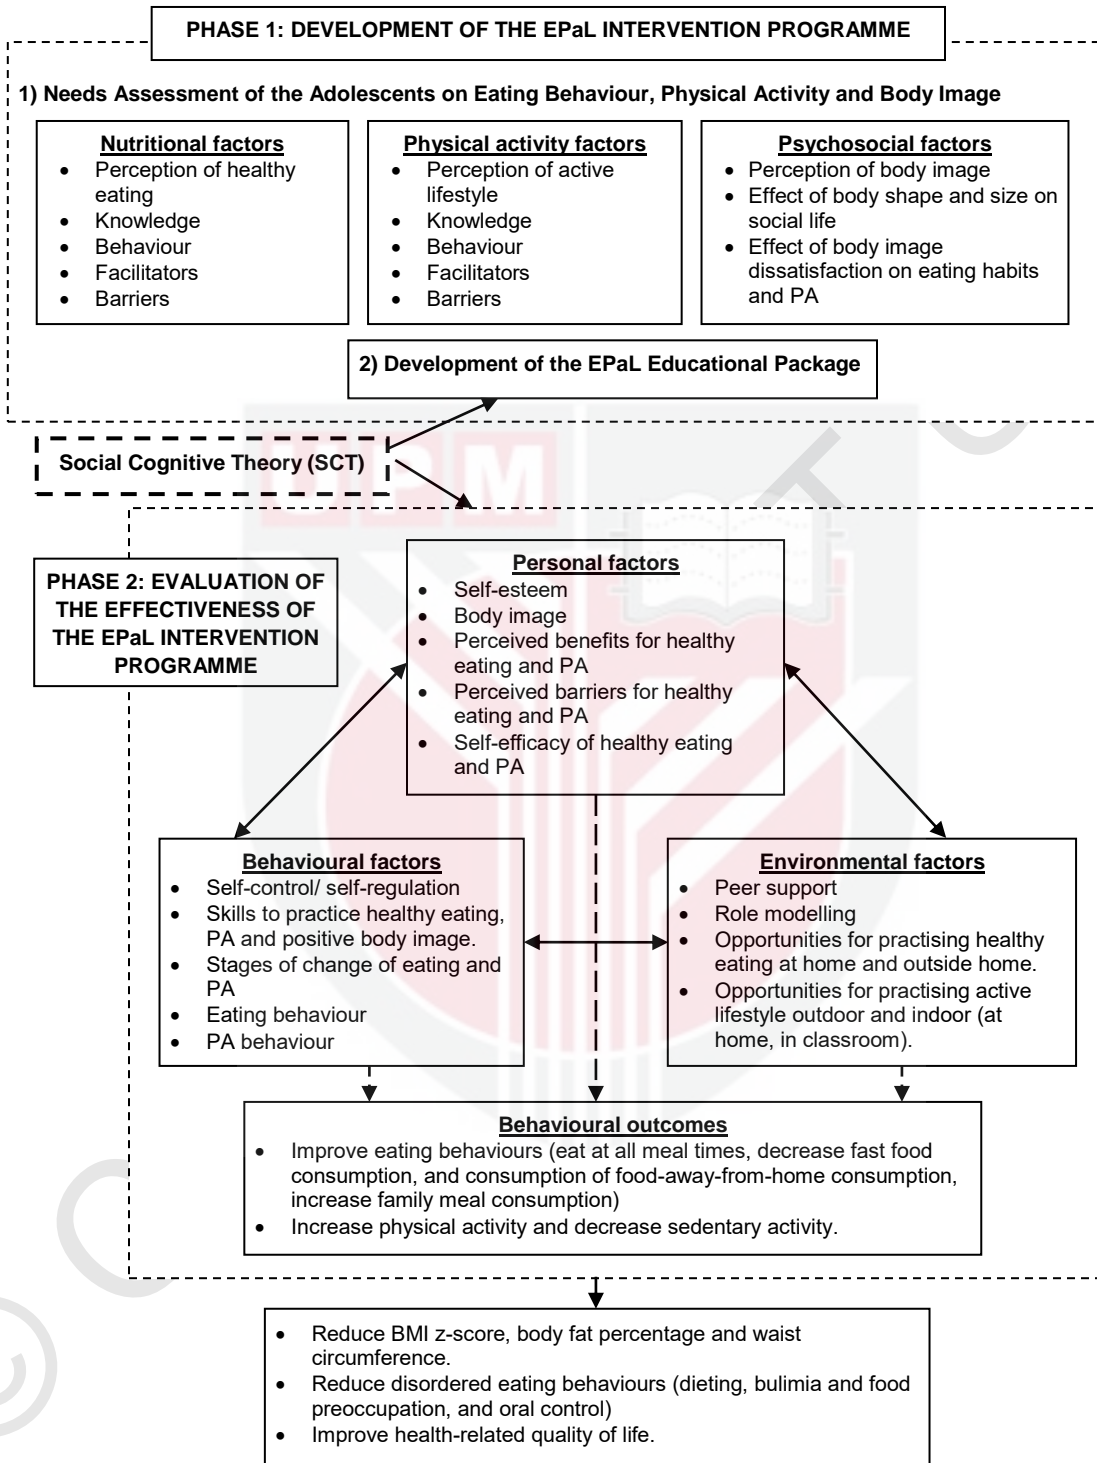 PHASE 1: DEVELOPMENT OF THE EPaL INTERVENTION PROGRAMME
1) Needs Assessment of the Adolescents on Eating Behaviour, Physical Activity and Body Image
Nutritional factors
• Perception of healthy
eating
• Knowledge
• Behaviour
• Facilitators
• Barriers
Physical activity factors
• Perception of active
lifestyle
• Knowledge
• Behaviour
• Facilitators
• Barriers
Psychosocial factors
• Perception of body image
• Effect of body shape and size on
social life
• Effect of body image
dissatisfaction on eating habits
and PA
2) Development of the EPaL Educational Package
Social Cognitive Theory (SCT)
UPM
PHASE 2: EVALUATION OF
THE EFFECTIVENESS OF
THE EPaL INTERVENTION
PROGRAMME
Personal factors
• Self-esteem
• Body image
• Perceived benefits for healthy
eating and PA
• Perceived barriers for healthy
eating and PA
• Self-efficacy of healthy eating
and PA
Behavioural factors
• Self-control/ self-regulation
• Skills to practice healthy eating,
PA and positive body image.
• Stages of change of eating and
PA
• Eating behaviour
• PA behaviour
Environmental factors
• Peer support
• Role modelling
• Opportunities for practising healthy
eating at home and outside home.
• Opportunities for practising active
lifestyle outdoor and indoor (at
home, in classroom).
Behavioural outcomes
• Improve eating behaviours (eat at all meal times, decrease fast food
consumption, and consumption of food-away-from-home consumption,
increase family meal consumption)
• Increase physical activity and decrease sedentary activity.
• Reduce BMI z-score, body fat percentage and waist
circumference.
• Reduce disordered eating behaviours (dieting, bulimia and food
preoccupation, and oral control)
• Improve health-related quality of life.